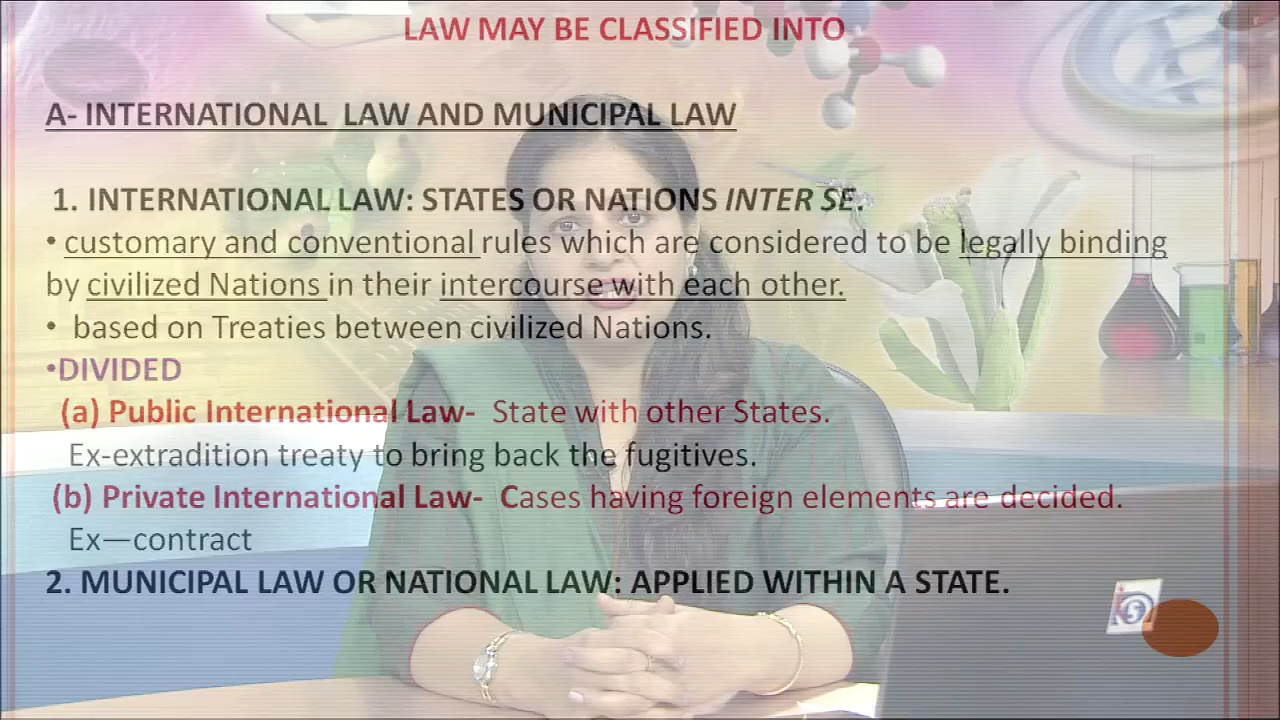 LAW MAY BE CLASSIFIED INTO
A- INTERNATIONAL LAW AND MUNICIPAL LAW
1. INTERNATIONAL LAW: STATES OR NATIONS INTER SE.
• customary and conventional rules which are considered to be legally binding
by civilized Nations in their intercourse with each other.
• based on Treaties between civilized Nations.
•DIVIDED
(a) Public International Law- State with other States.
Ex-extradition treaty to bring back the fugitives.
(b) Private International Law- Cases having foreign elements are decided.
Ex—contract
2. MUNICIPAL LAW OR NATIONAL LAW: APPLIED WITHIN A STATE.
5